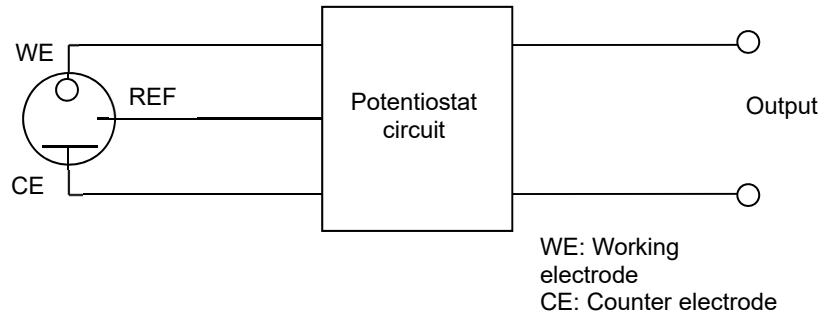 WE
REF
Potentiostat
circuit
Output
CE
WE: Working
electrode
CE: Counter electrode